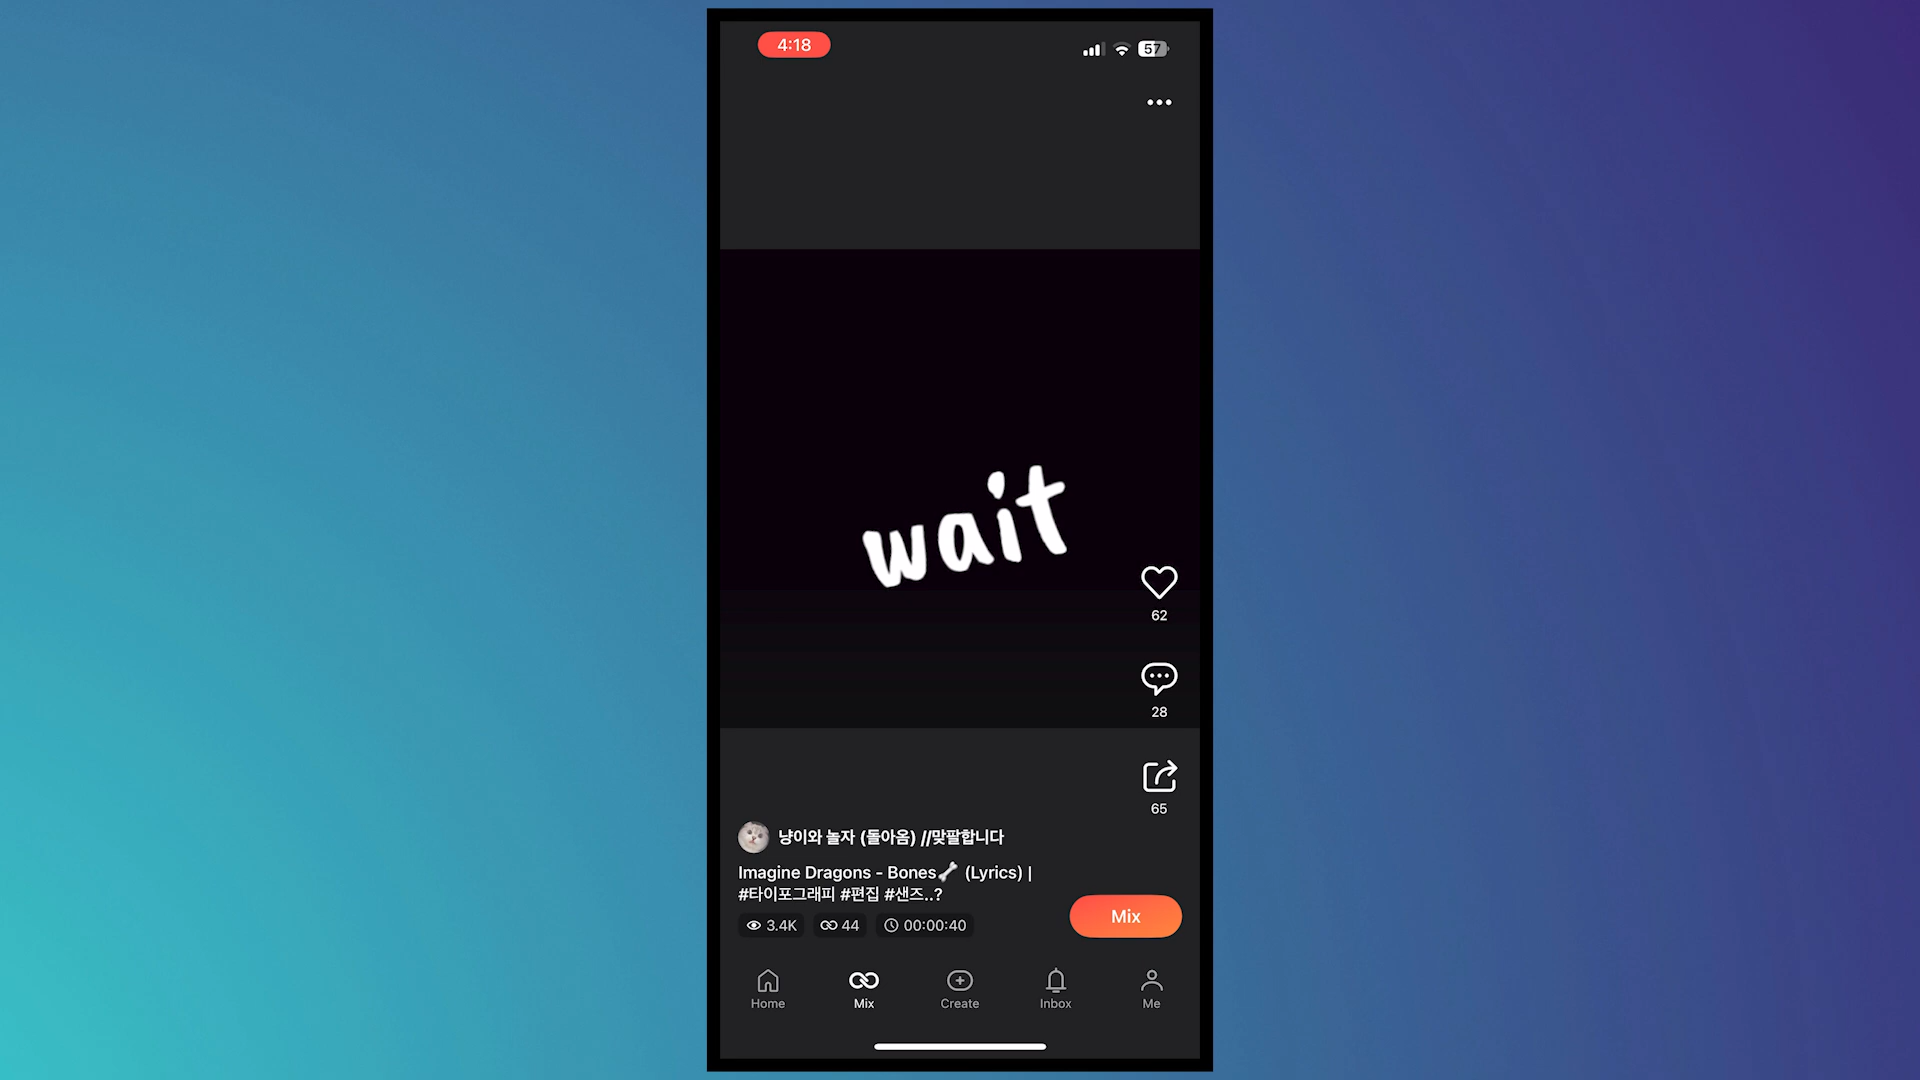 4:18
57
wait
62
28
65
냥이와 놀자 (돌아옴) //맞팔합니다
Imagine Dragons - Bones🦴 (Lyrics) |
#타이포그래피 #편집 #샌즈..?
3.4K 44 00:00:40
Mix
Home Mix Create Inbox Me